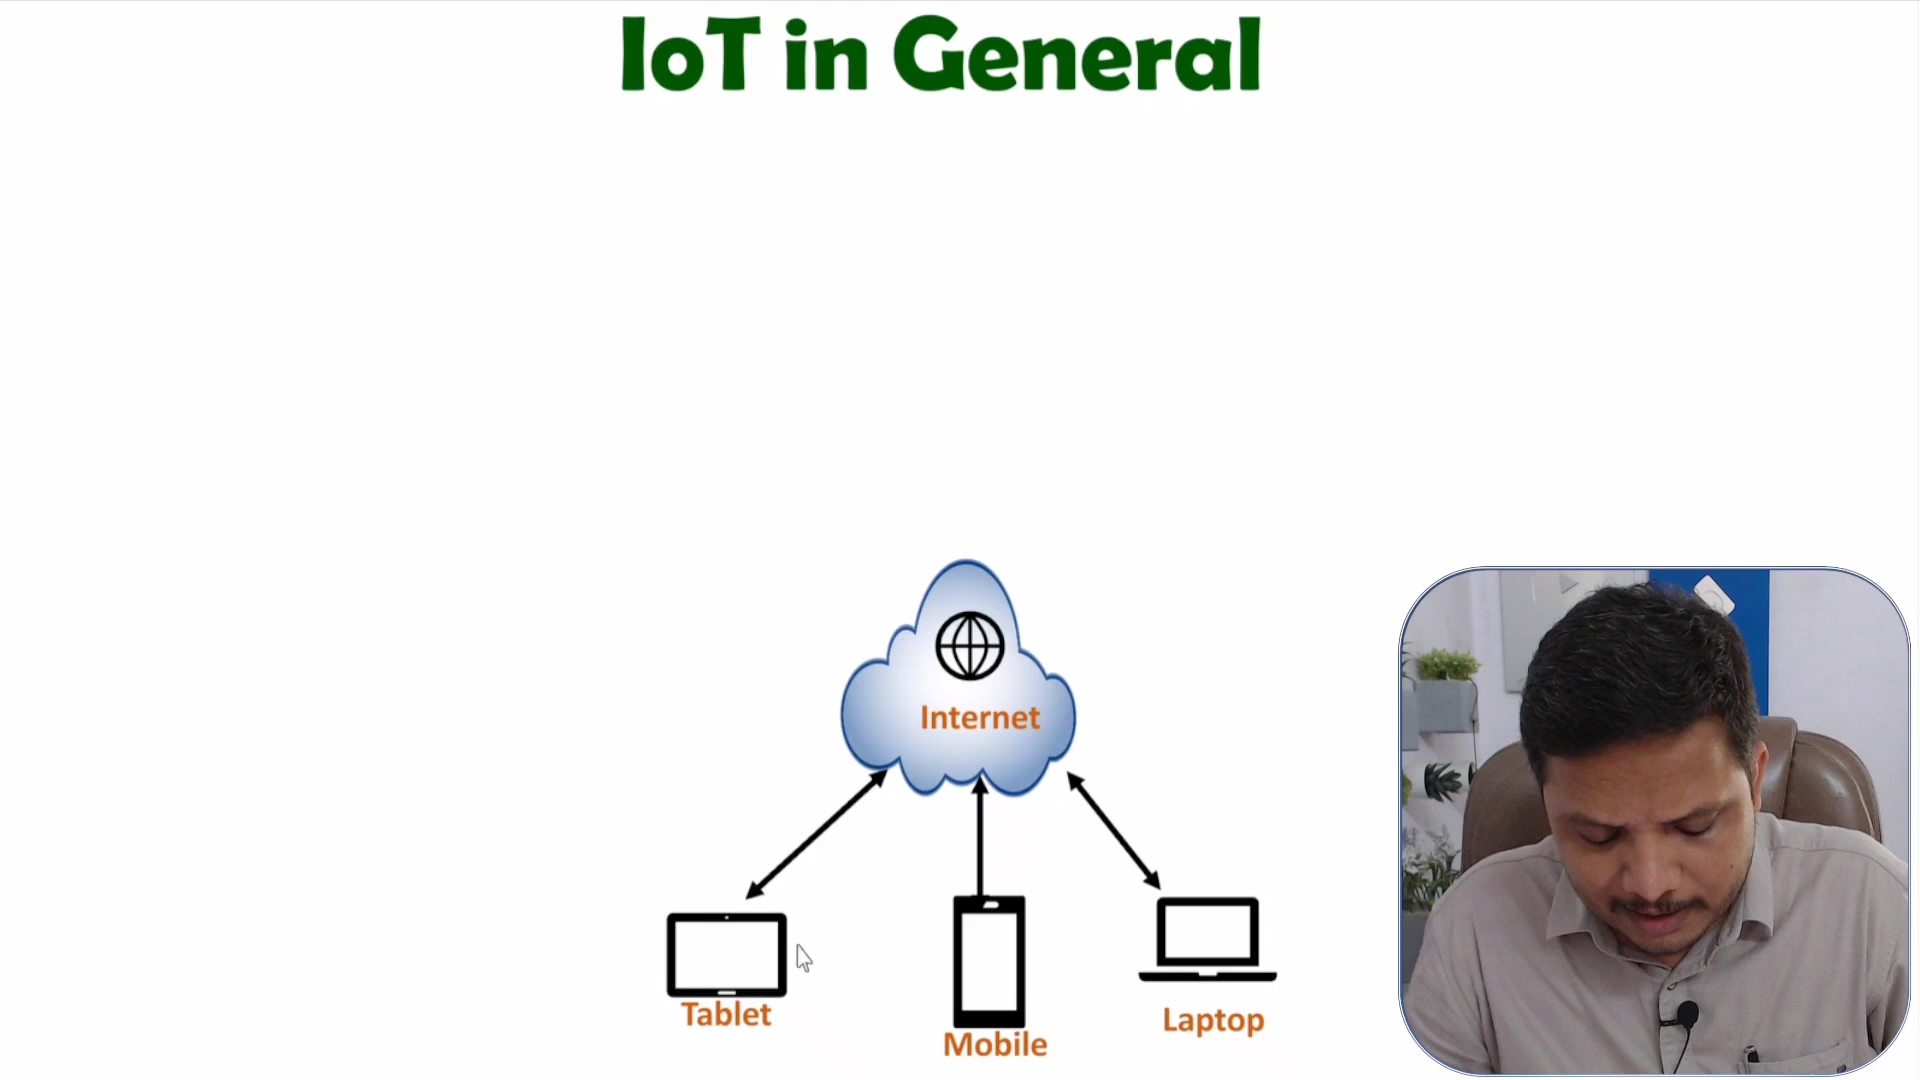 IoT in General
Internet
Tablet
Mobile
Laptop